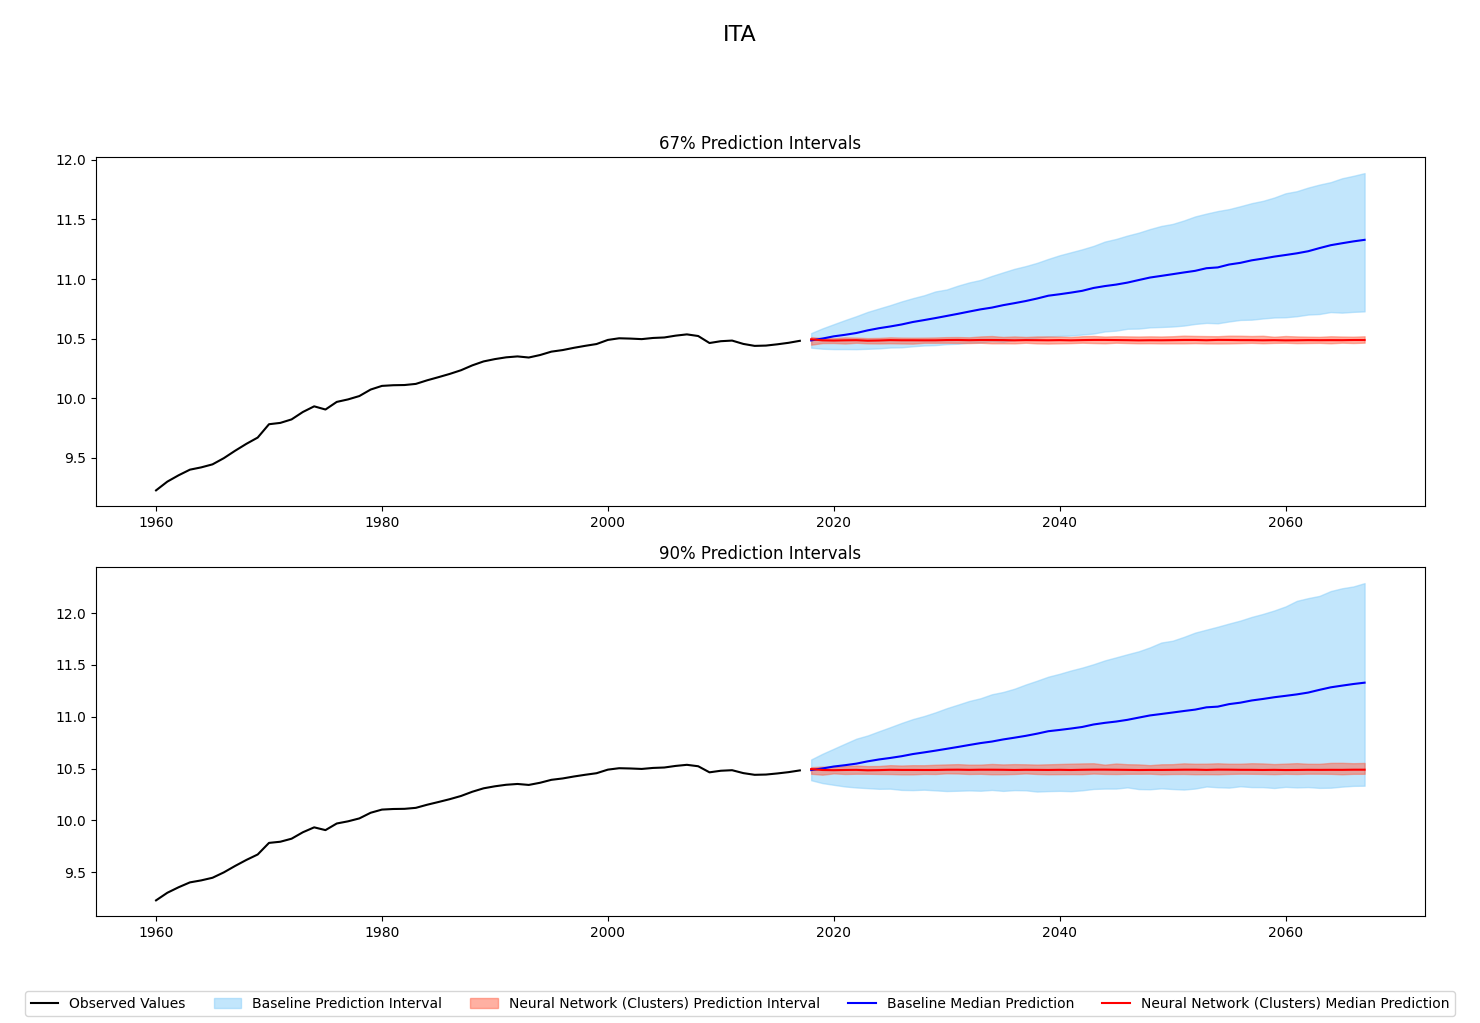 ITA
67% Prediction Intervals
12.0
11.5
11.0
10.5
10.0
9.5
1960 1980 2000 2020 2040 2060
90% Prediction Intervals
12.0
11.5
11.0
10.5
10.0
9.5
1960 1980 2000 2020 2040 2060
Observed Values Baseline Prediction Interval Neural Network (Clusters) Prediction Interval Baseline Median Prediction Neural Network (Clusters) Median Prediction